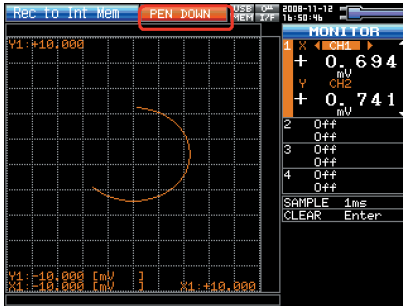 Rec to Int Mem PEN DOWN USB MEM I/F 2008-11-12 16:50:46
Y1:+10.000
MONITOR
1 X CH1
+ 0.694
mV
Y CH2
+ 0.741
mV
2 Off
Off
3 Off
Off
4 Off
Off
SAMPLE 1ms
CLEAR Enter
Y1:-10.000 [mV ]
X1:-10.000 [mV ] X1:+10.000